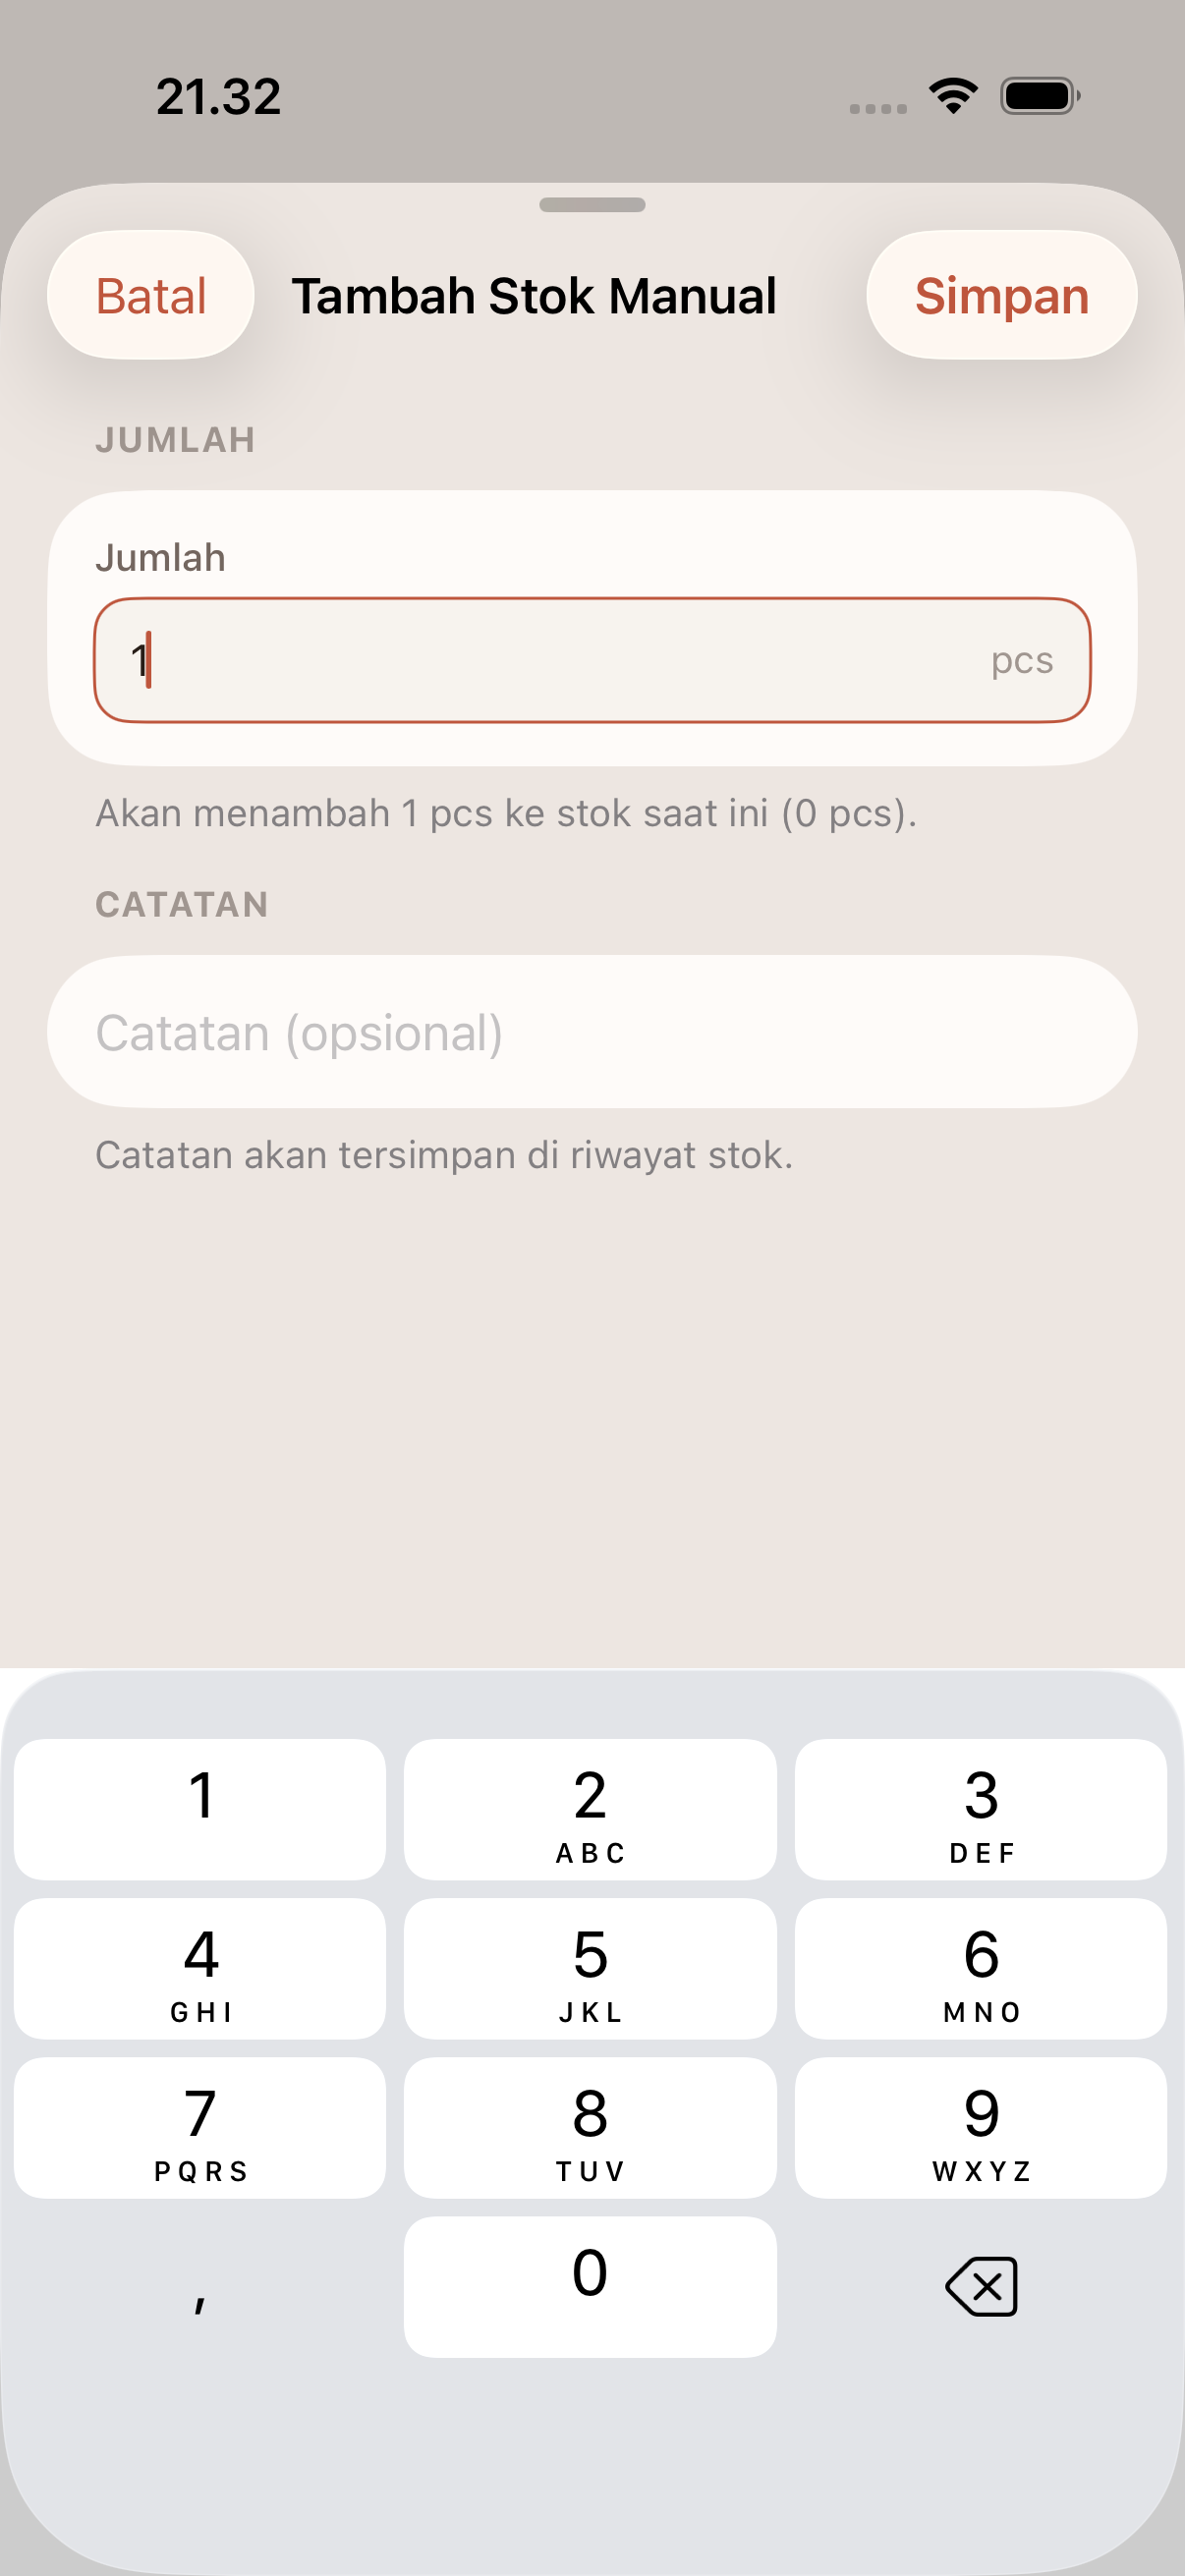 21.32
Batal Tambah Stok Manual Simpan
JUMLAH
Jumlah
1 pcs
Akan menambah 1 pcs ke stok saat ini (0 pcs).
CATATAN
Catatan (opsional)
Catatan akan tersimpan di riwayat stok.
1 2 3
ABC DEF
4 5 6
GHI JKL MNO
7 8 9
PQRS TUV WXYZ
, 0